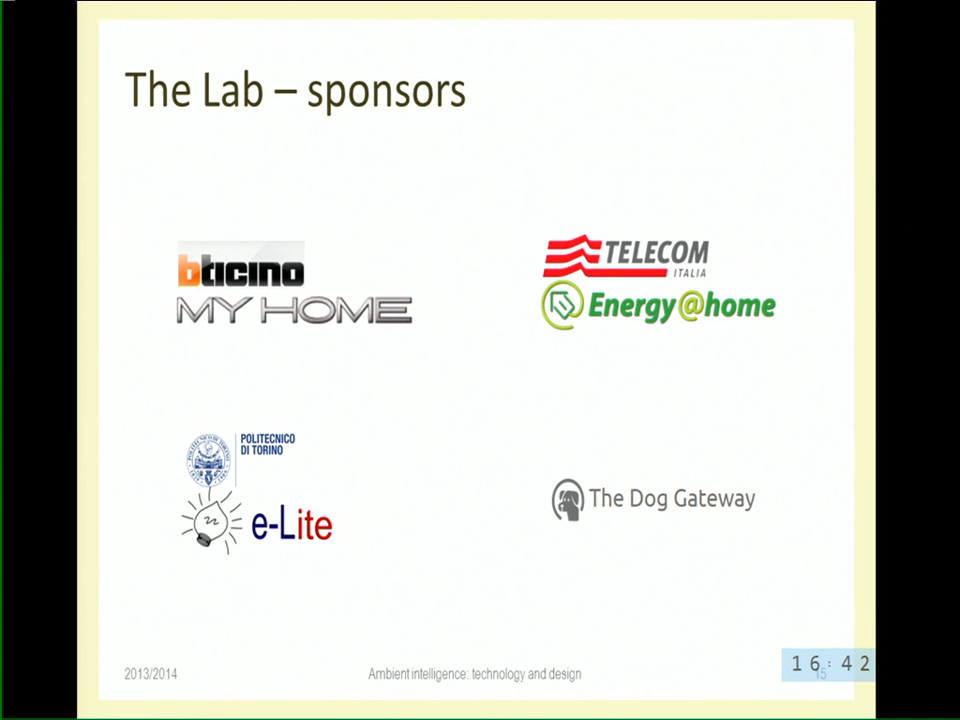 The Lab – sponsors
bticino
MY HOME
TELECOM
ITALIA
Energy@home
POLITECNICO
DI TORINO
e-Lite
The Dog Gateway
2013/2014
Ambient intelligence: technology and design
15
16:42